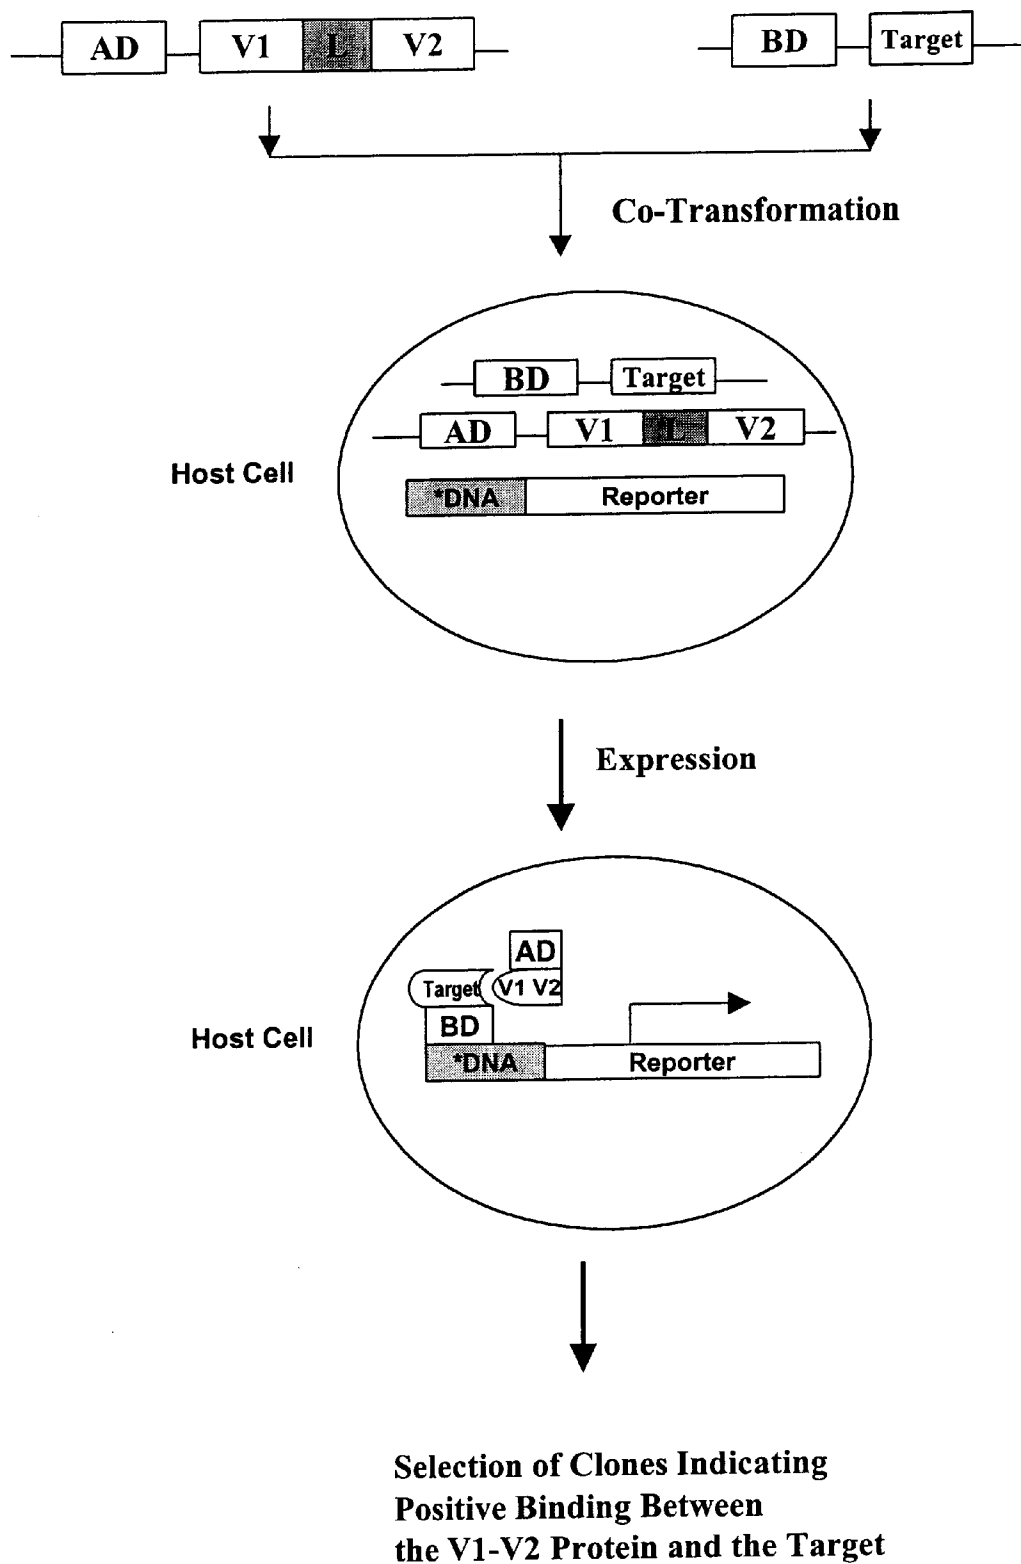 AD V1 L V2 BD Target
Co-Transformation
BD Target
AD V1 L V2
Host Cell
*DNA Reporter
Expression
AD
Target V1 V2
BD
Host Cell
*DNA Reporter
Selection of Clones Indicating
Positive Binding Between
the V1-V2 Protein and the Target